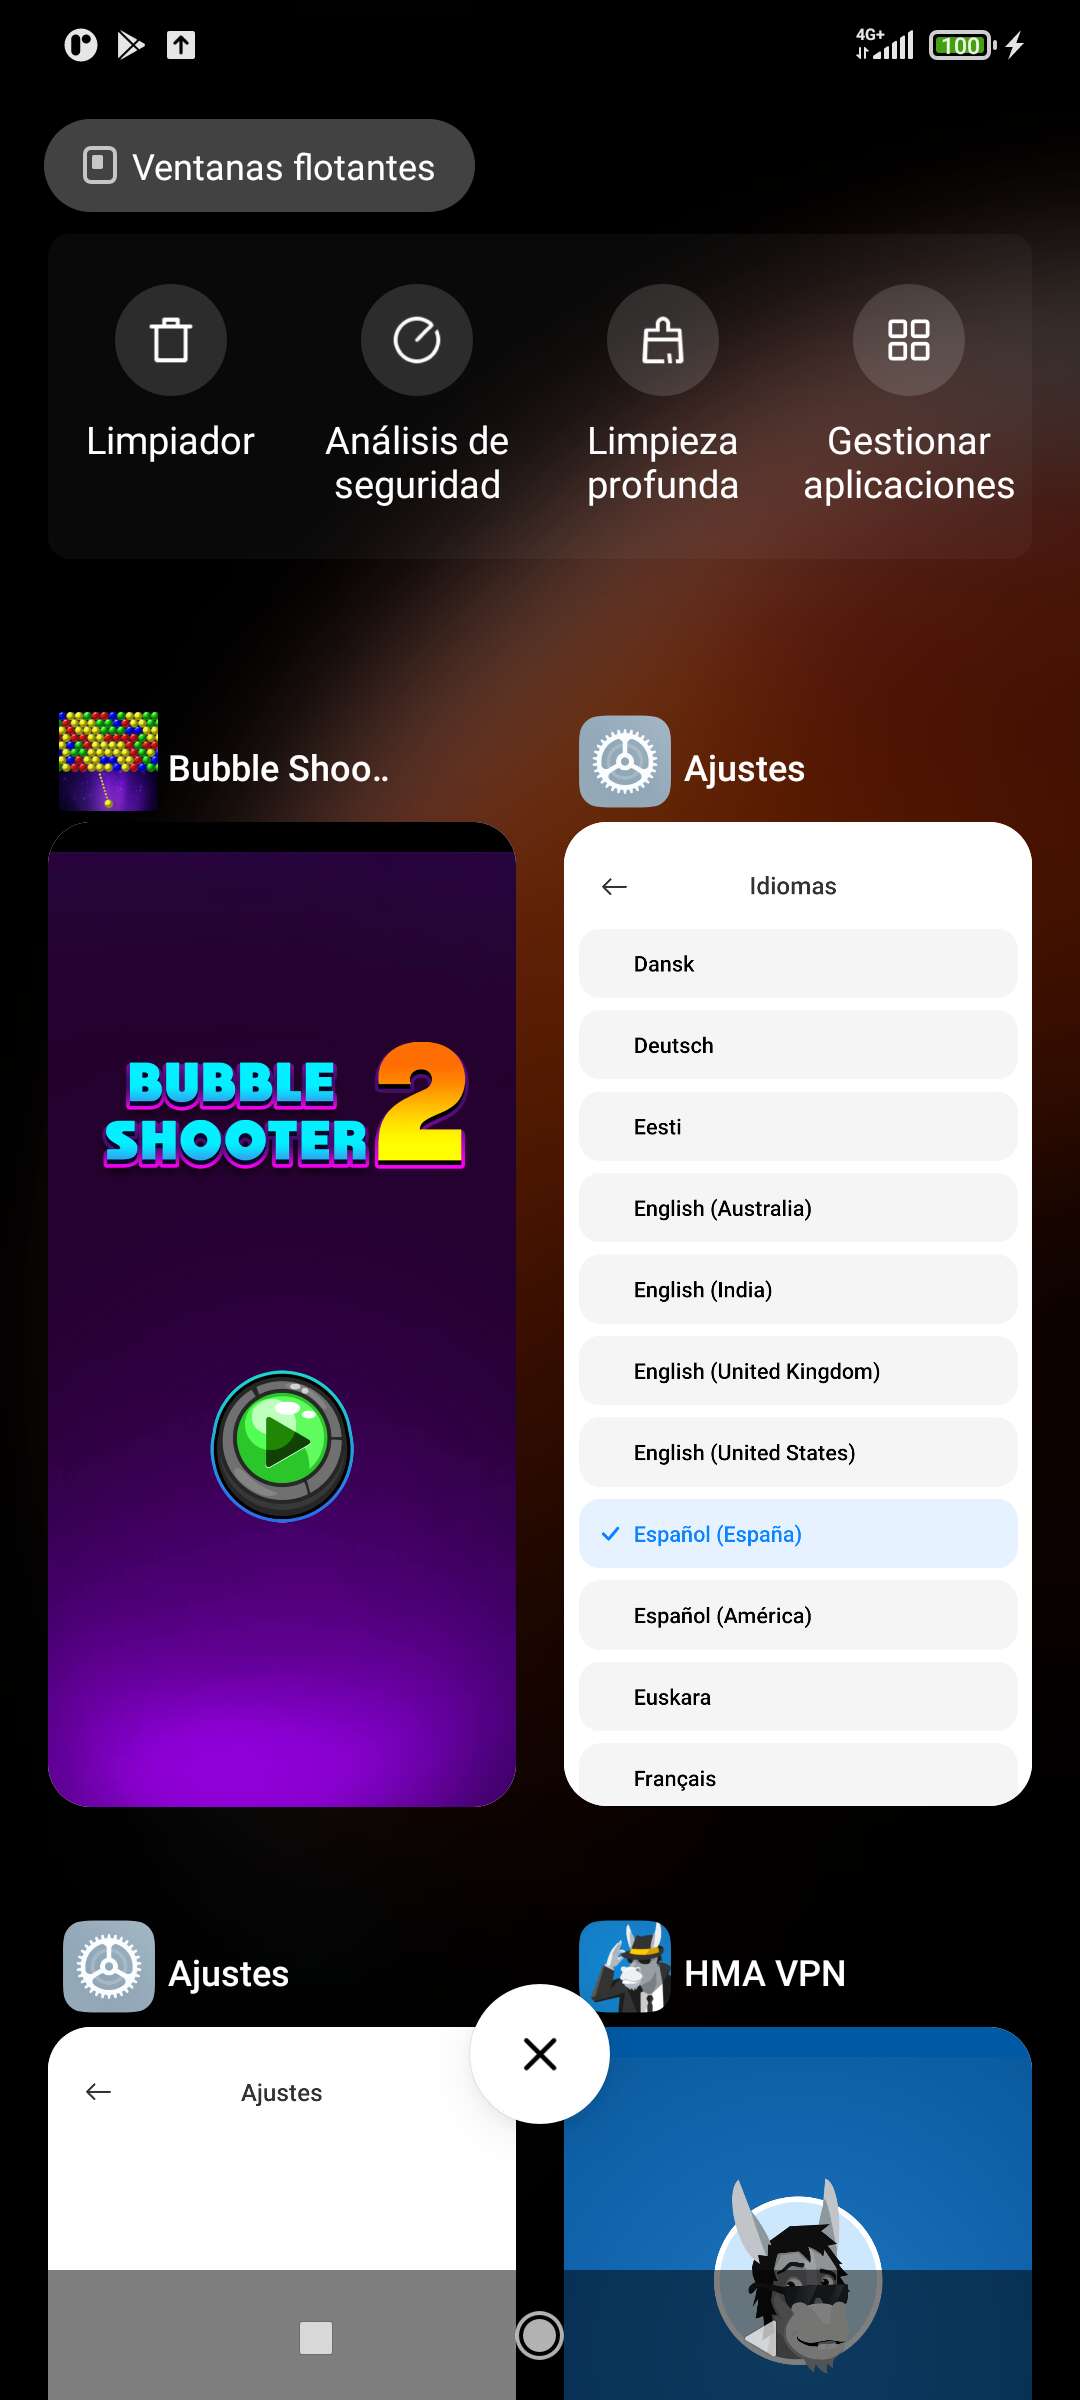 4G+
100
Ventanas flotantes
Limpiador
Análisis de
seguridad
Limpieza
profunda
Gestionar
aplicaciones
Bubble Shoo..
Ajustes
BUBBLE
SHOOTER 2
Idiomas
Dansk
Deutsch
Eesti
English (Australia)
English (India)
English (United Kingdom)
English (United States)
Español (España)
Español (América)
Euskara
Français
Ajustes
HMA VPN
Ajustes